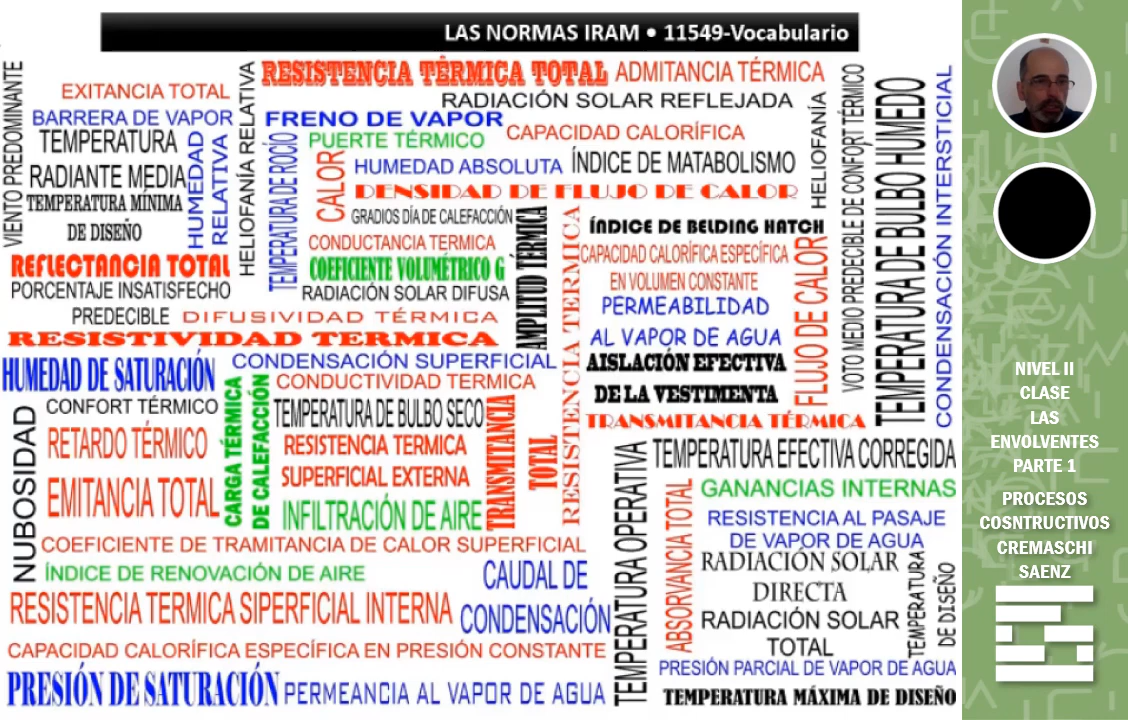 LAS NORMAS IRAM • 11549-Vocabulario
VIENTO PREDOMINANTE
EXITANCIA TOTAL
BARRERA DE VAPOR
TEMPERATURA
RADIANTE MEDIA
TEMPERATURA MÍNIMA
DE DISEÑO
HUMEDAD
RELATIVA
HELIOFANÍA RELATIVA
REFLECTANCIA TOTAL
PORCENTAJE INSATISFECHO
PREDECIBLE
RESISTENCIA TÉRMICA TOTAL
ADMITANCIA TÉRMICA
RADIACIÓN SOLAR REFLEJADA
FRENO DE VAPOR
PUERTE TÉRMICO
CAPACIDAD CALORÍFICA
TEMPERATURA DE ROCÍO
CALOR
HUMEDAD ABSOLUTA
ÍNDICE DE MATABOLISMO
DENSIDAD DE FLUJO DE CALOR
GRADIOS DÍA DE CALEFACCIÓN
CONDUCTANCIA TERMICA
COEFICIENTE VOLUMÉTRICO G
RADIACIÓN SOLAR DIFUSA
DIFUSIVIDAD TÉRMICA
RESISTIVIDAD TERMICA
AMPLITUD TÉRMICA
RESISTENCIA TERMICA
ÍNDICE DE BELDING HATCH
CAPACIDAD CALORÍFICA ESPECÍFICA
EN VOLUMEN CONSTANTE
PERMEABILIDAD
AL VAPOR DE AGUA
AISLACIÓN EFECTIVA
DE LA VESTIMENTA
TRANSMITANCIA TÉRMICA
FLUJO DE CALOR
HELIOFANÍA
VOTO MEDIO PREDECIBLE DE CONFORT TÉRMICO
TEMPERATURA DE BULBO HUMEDO
CONDENSACIÓN INTERSTICIAL
HUMEDAD DE SATURACIÓN
CONDENSACIÓN SUPERFICIAL
CONFORT TÉRMICO
NUBOSIDAD
RETARDO TÉRMICO
EMITANCIA TOTAL
CARGA TÉRMICA
DE CALEFACCIÓN
CONDUCTIVIDAD TERMICA
TEMPERATURA DE BULBO SECO
RESISTENCIA TERMICA
SUPERFICIAL EXTERNA
INFILTRACIÓN DE AIRE
TRANSMITANCIA
TOTAL
COEFICIENTE DE TRAMITANCIA DE CALOR SUPERFICIAL
ÍNDICE DE RENOVACIÓN DE AIRE
CAUDAL DE
CONDENSACIÓN
RESISTENCIA TERMICA SIPERFICIAL INTERNA
CAPACIDAD CALORÍFICA ESPECÍFICA EN PRESIÓN CONSTANTE
PRESIÓN DE SATURACIÓN
PERMEANCIA AL VAPOR DE AGUA
TEMPERATURA OPERATIVA
TEMPERATURA EFECTIVA CORREGIDA
ABSORVANCIA TOTAL
GANANCIAS INTERNAS
RESISTENCIA AL PASAJE
DE VAPOR DE AGUA
RADIACIÓN SOLAR
DIRECTA
RADIACIÓN SOLAR
TOTAL
TEMPERATURA
DE DISEÑO
PRESIÓN PARCIAL DE VAPOR DE AGUA
TEMPERATURA MÁXIMA DE DISEÑO
NIVEL II
CLASE
LAS
ENVOLVENTES
PARTE 1
PROCESOS
COSNTRUCTIVOS
CREMASCHI
SAENZ